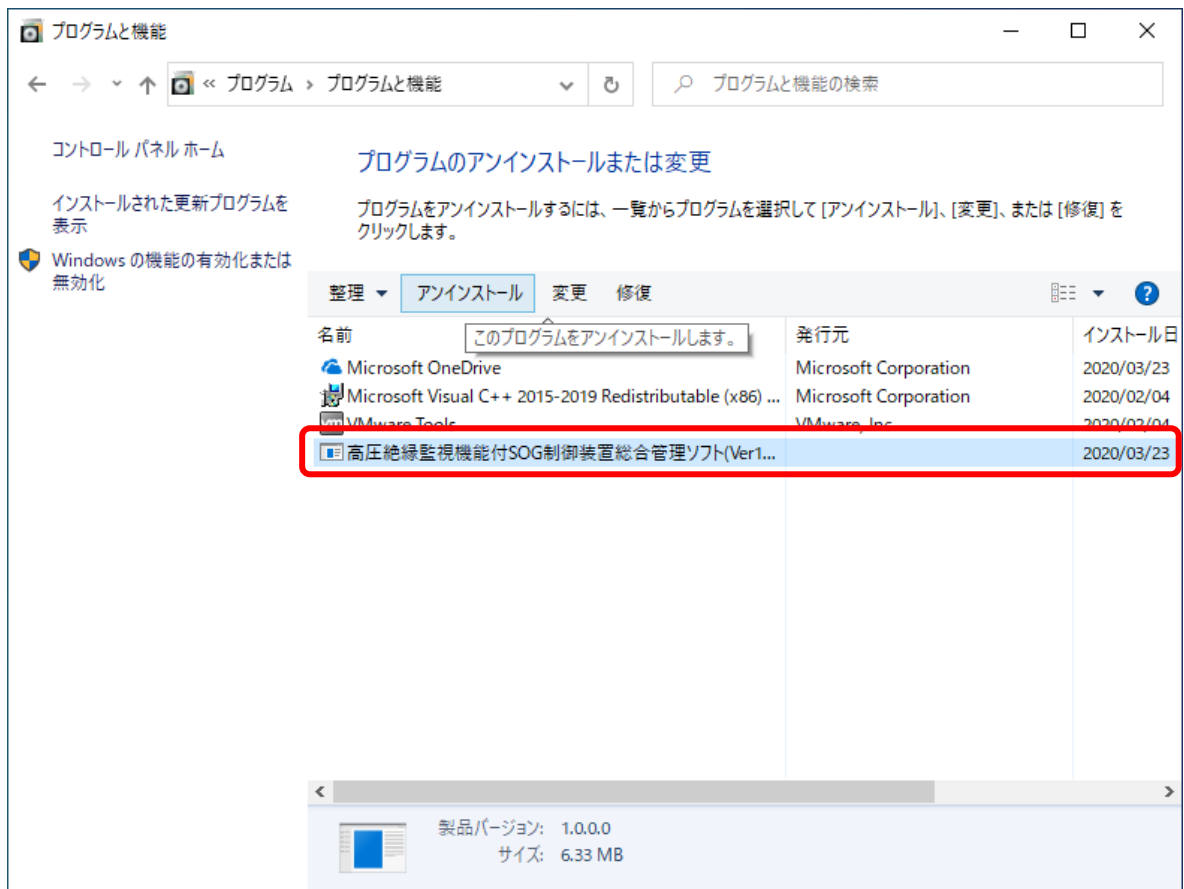 プログラムと機能
« プログラム › プログラムと機能
プログラムと機能の検索
コントロール パネル ホーム
インストールされた更新プログラムを
表示
Windows の機能の有効化または
無効化
プログラムのアンインストールまたは変更
プログラムをアンインストールするには、一覧からプログラムを選択して [アンインストール]、[変更]、または [修復] を
クリックします。
整理 アンインストール 変更 修復 ?
名前 発行元 インストール日
このプログラムをアンインストールします。
Microsoft OneDrive Microsoft Corporation 2020/03/23
Microsoft Visual C++ 2015-2019 Redistributable (x86) ... Microsoft Corporation 2020/02/04
VMware Tools VMware, Inc. 2020/02/04
高圧絶縁監視機能付SOG制御装置総合管理ソフト(Ver1... 2020/03/23
製品バージョン: 1.0.0.0
サイズ: 6.33 MB